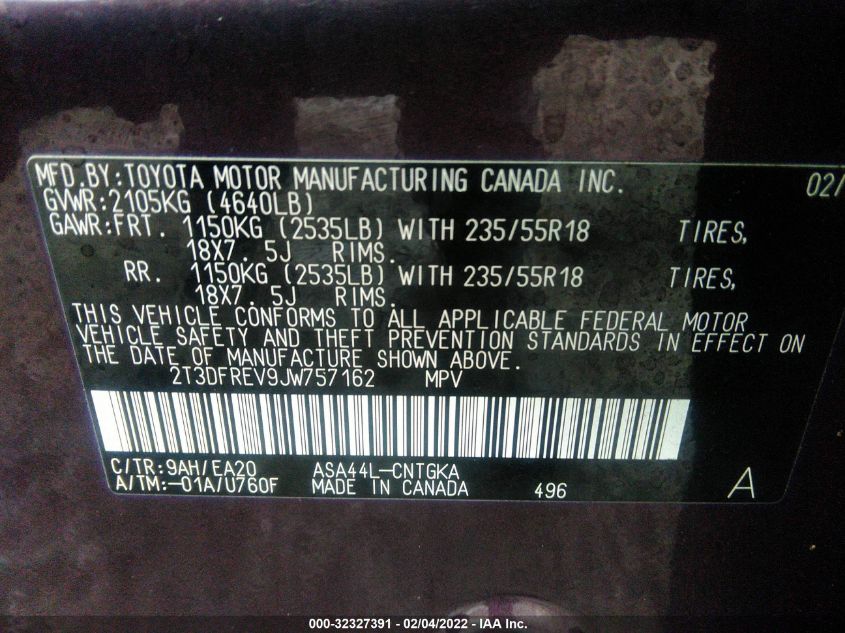 MFD.BY:TOYOTA MOTOR MANUFACTURING CANADA INC. 02/
GVWR:2105KG (4640LB)
GAWR:FRT. 1150KG (2535LB) WITH 235/55R18 TIRES,
18X7. 5J RIMS.
RR. 1150KG (2535LB) WITH 235/55R18 TIRES,
18X7. 5J RIMS.
THIS VEHICLE CONFORMS TO ALL APPLICABLE FEDERAL MOTOR
VEHICLE SAFETY AND THEFT PREVENTION STANDARDS IN EFFECT ON
THE DATE OF MANUFACTURE SHOWN ABOVE.
2T3DFREV9JW757162 MPV
C/TR:9AH/EA20 ASA44L-CNTGKA
A/TM:-01A/U760F MADE IN CANADA 496 A
000-32327391 - 02/04/2022 - IAA Inc.